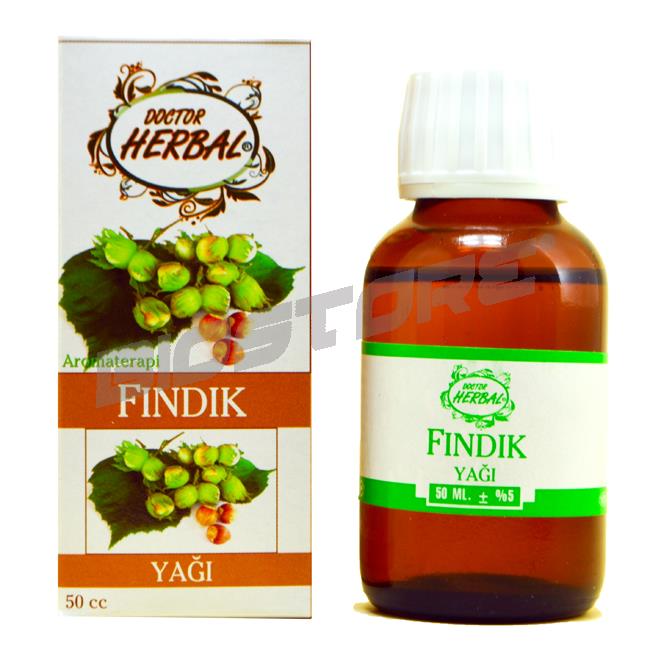 DOCTOR
HERBAL®
Aromaterapi
FINDIK
YAĞI
50 cc
DOCTOR
HERBAL
FINDIK
YAĞI
50 ML. ± %5